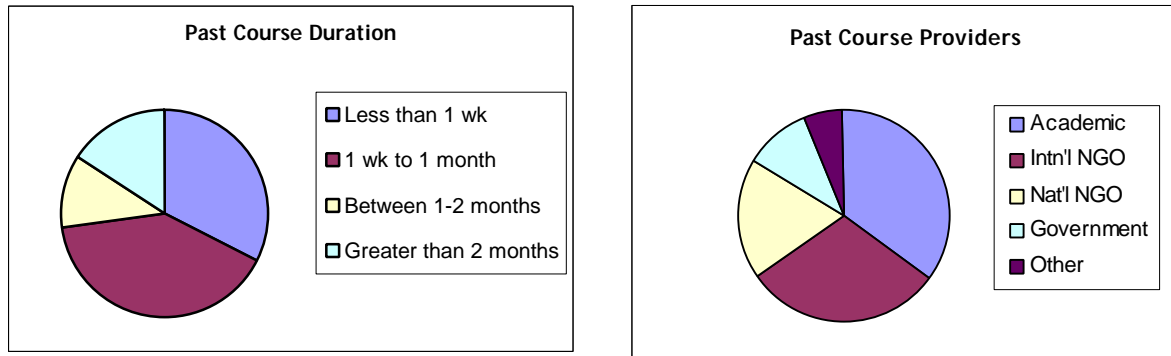 Past Course Duration
Less than 1 wk
1 wk to 1 month
Between 1-2 months
Greater than 2 months
Past Course Providers
Academic
Intn'l NGO
Nat'l NGO
Government
Other